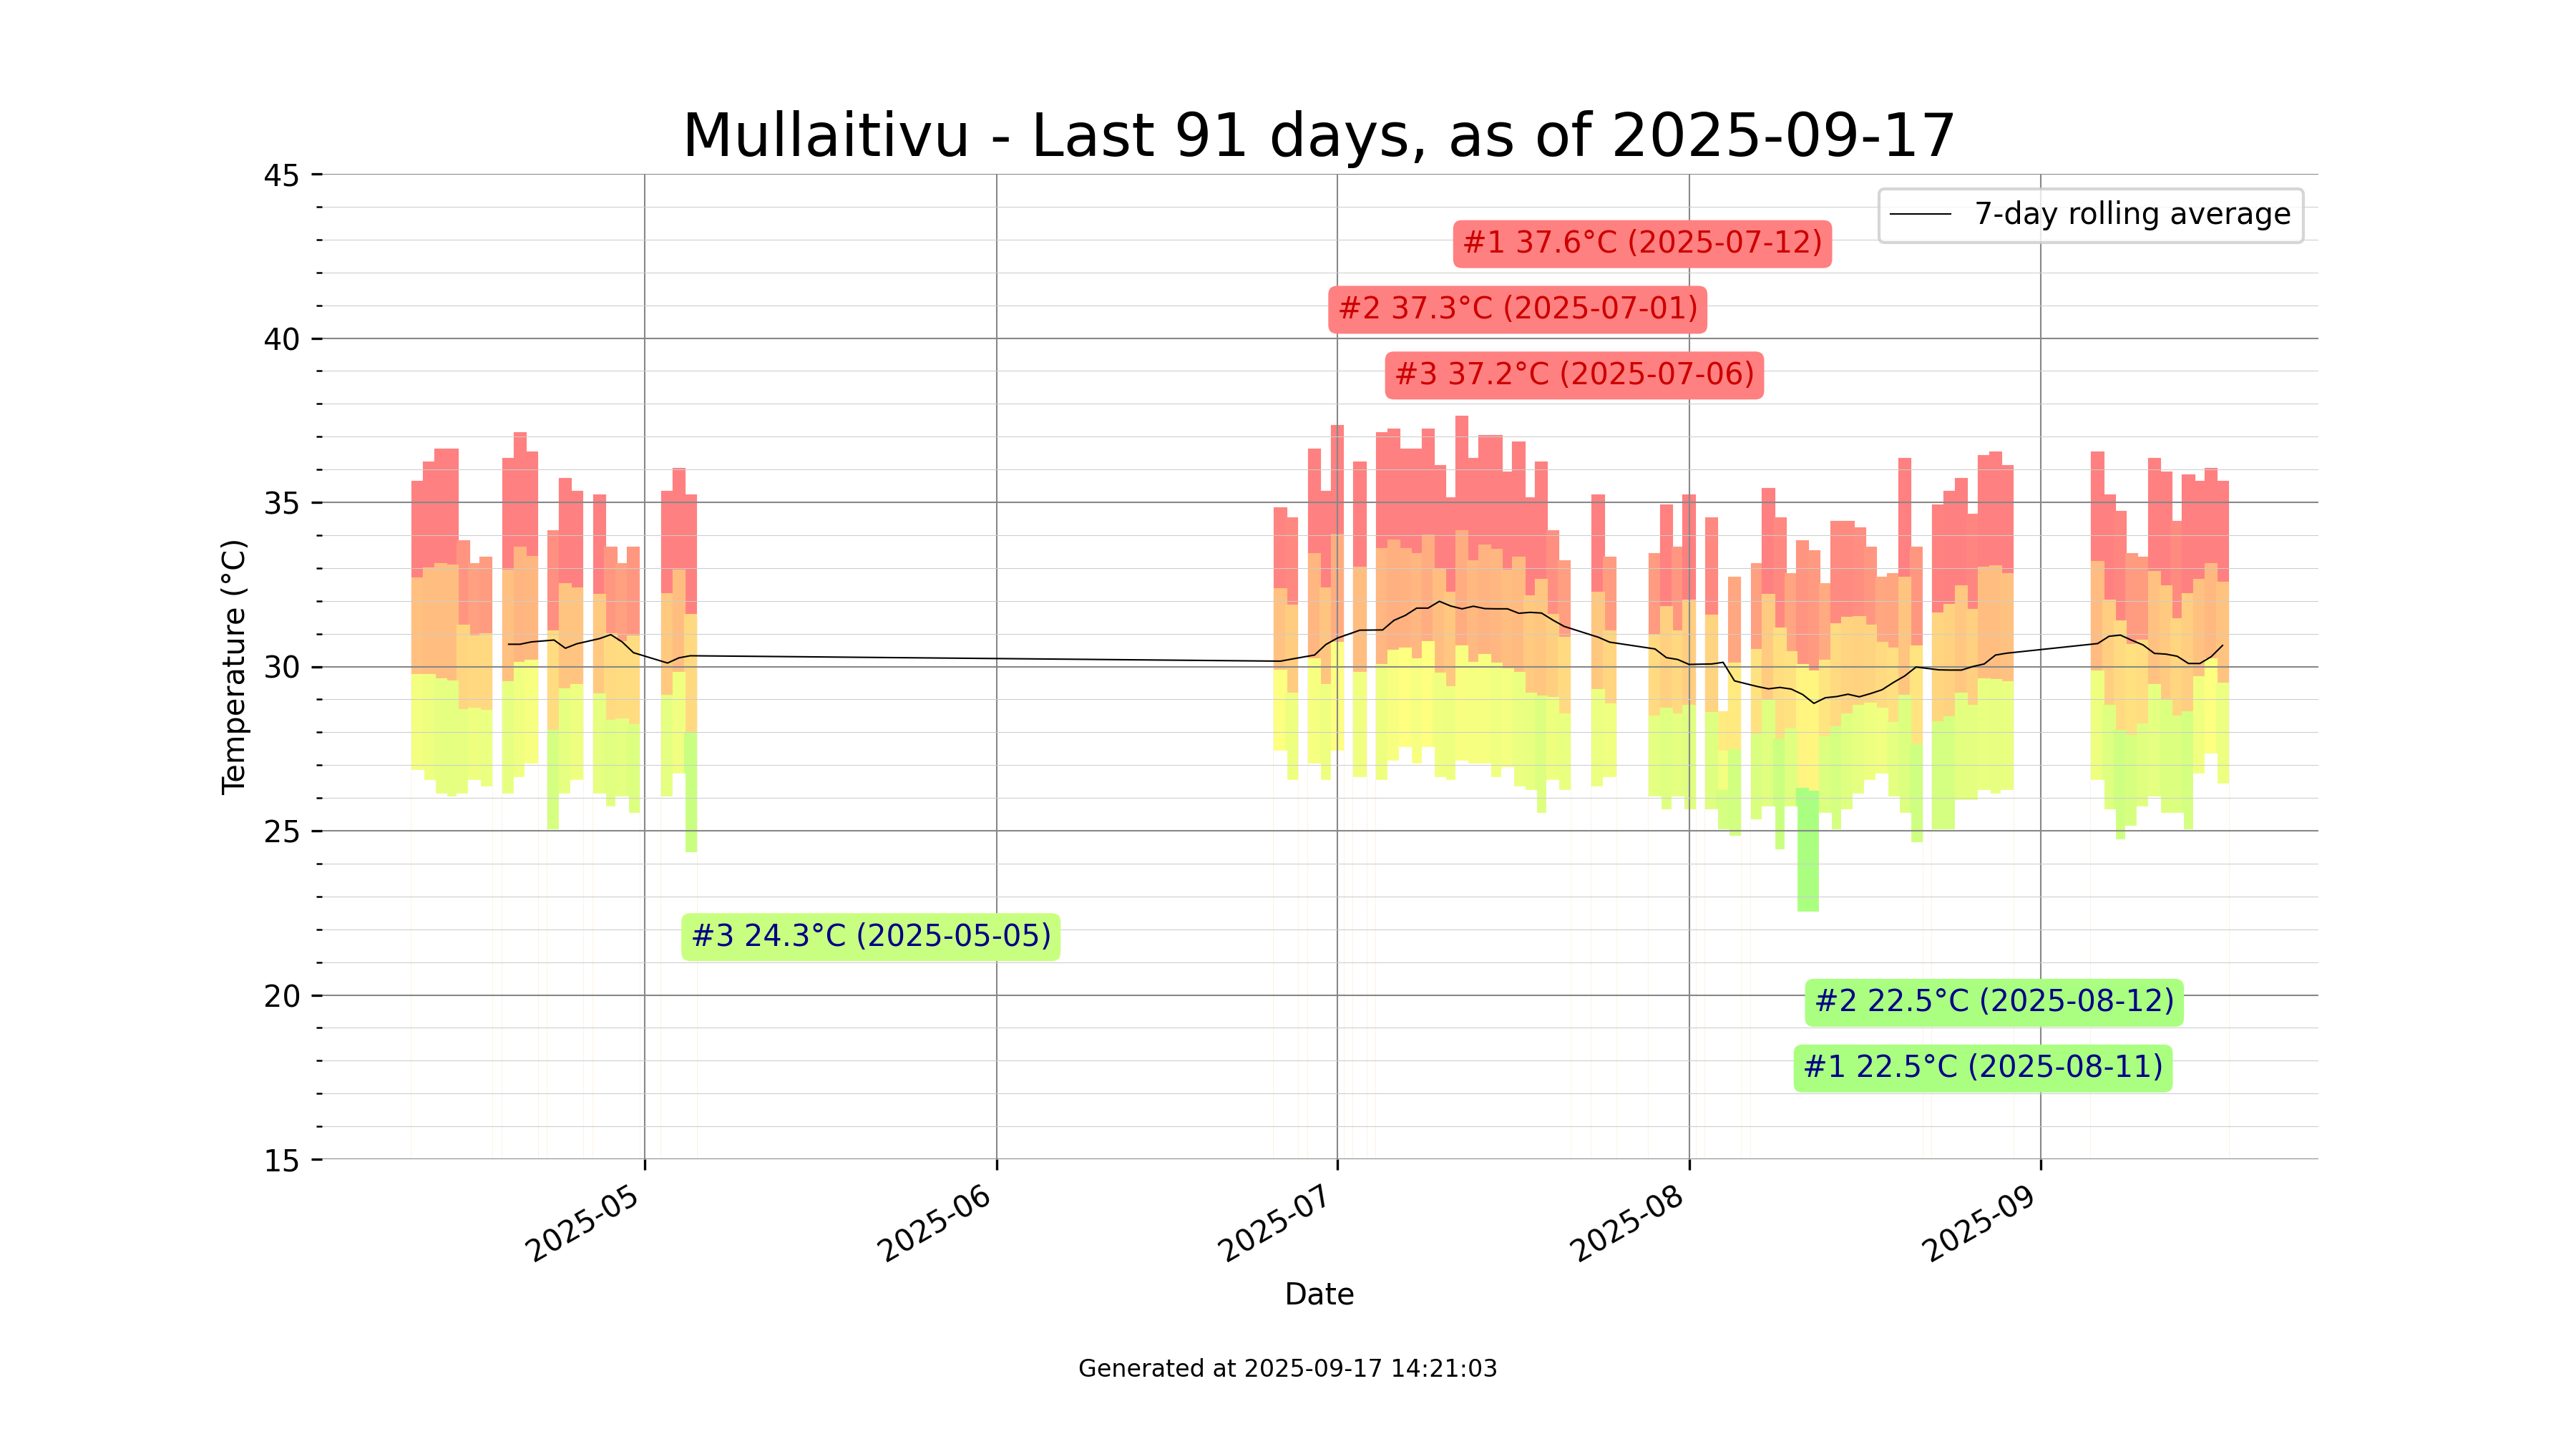 Mullaitivu - Last 91 days, as of 2025-09-17
7-day rolling average
#1 37.6°C (2025-07-12)
#2 37.3°C (2025-07-01)
#3 37.2°C (2025-07-06)
#3 24.3°C (2025-05-05)
#2 22.5°C (2025-08-12)
#1 22.5°C (2025-08-11)
Temperature (°C)
45
40
35
30
25
20
15
2025-05
2025-06
2025-07
2025-08
2025-09
Date
Generated at 2025-09-17 14:21:03